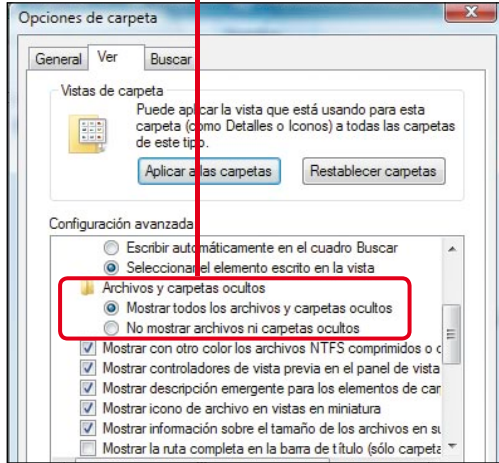 Opciones de carpeta
General Ver Buscar
Vistas de carpeta
Puede aplicar la vista que está usando para esta
carpeta (como Detalles o Iconos) a todas las carpetas
de este tipo.
Aplicar a las carpetas Restablecer carpetas
Configuración avanzada
Escribir automáticamente en el cuadro Buscar
Seleccionar el elemento escrito en la vista
Archivos y carpetas ocultos
Mostrar todos los archivos y carpetas ocultos
No mostrar archivos ni carpetas ocultos
Mostrar con otro color los archivos NTFS comprimidos o c
Mostrar controladores de vista previa en el panel de vista
Mostrar descripción emergente para los elementos de car
Mostrar icono de archivo en vistas en miniatura
Mostrar información sobre el tamaño de los archivos en su
Mostrar la ruta completa en la barra de título (sólo carpeta